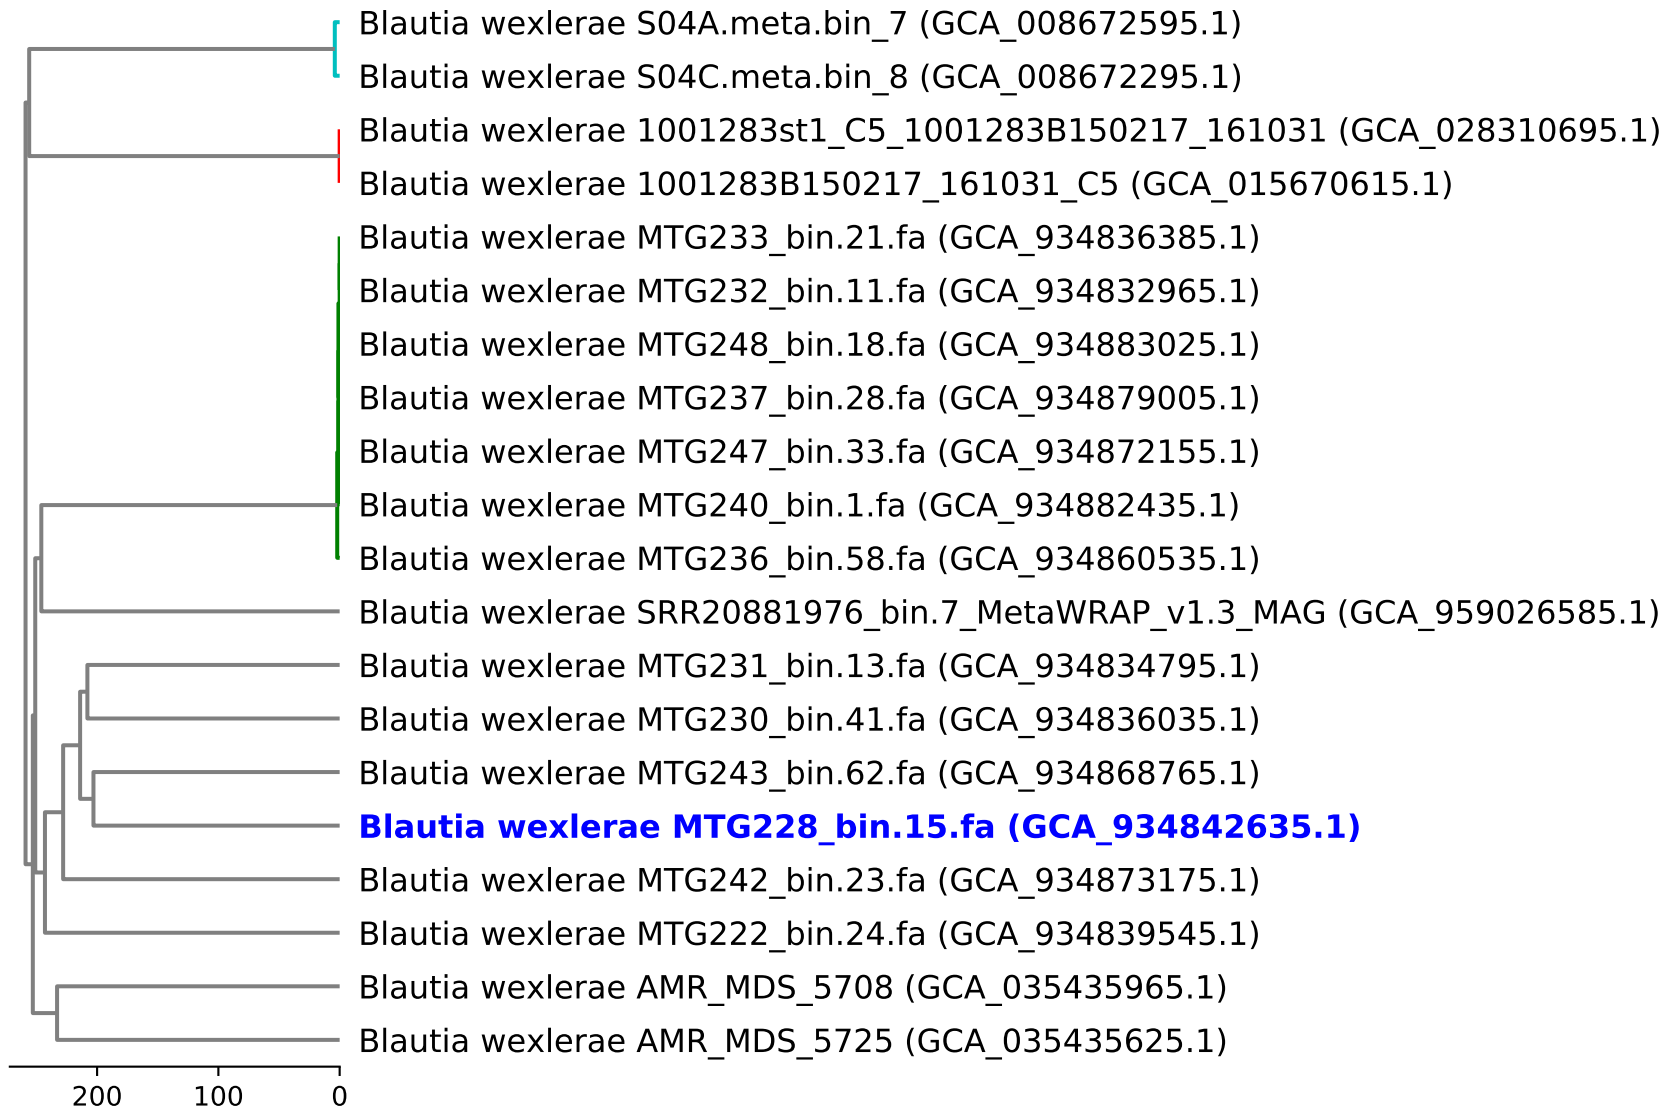 Blautia wexlerae S04A.meta.bin_7 (GCA_008672595.1)
Blautia wexlerae S04C.meta.bin_8 (GCA_008672295.1)
Blautia wexlerae 1001283st1_C5_1001283B150217_161031 (GCA_028310695.1)
Blautia wexlerae 1001283B150217_161031_C5 (GCA_015670615.1)
Blautia wexlerae MTG233_bin.21.fa (GCA_934836385.1)
Blautia wexlerae MTG232_bin.11.fa (GCA_934832965.1)
Blautia wexlerae MTG248_bin.18.fa (GCA_934883025.1)
Blautia wexlerae MTG237_bin.28.fa (GCA_934879005.1)
Blautia wexlerae MTG247_bin.33.fa (GCA_934872155.1)
Blautia wexlerae MTG240_bin.1.fa (GCA_934882435.1)
Blautia wexlerae MTG236_bin.58.fa (GCA_934860535.1)
Blautia wexlerae SRR20881976_bin.7_MetaWRAP_v1.3_MAG (GCA_959026585.1)
Blautia wexlerae MTG231_bin.13.fa (GCA_934834795.1)
Blautia wexlerae MTG230_bin.41.fa (GCA_934836035.1)
Blautia wexlerae MTG243_bin.62.fa (GCA_934868765.1)
Blautia wexlerae MTG228_bin.15.fa (GCA_934842635.1)
Blautia wexlerae MTG242_bin.23.fa (GCA_934873175.1)
Blautia wexlerae MTG222_bin.24.fa (GCA_934839545.1)
Blautia wexlerae AMR_MDS_5708 (GCA_035435965.1)
Blautia wexlerae AMR_MDS_5725 (GCA_035435625.1)
200 100 0